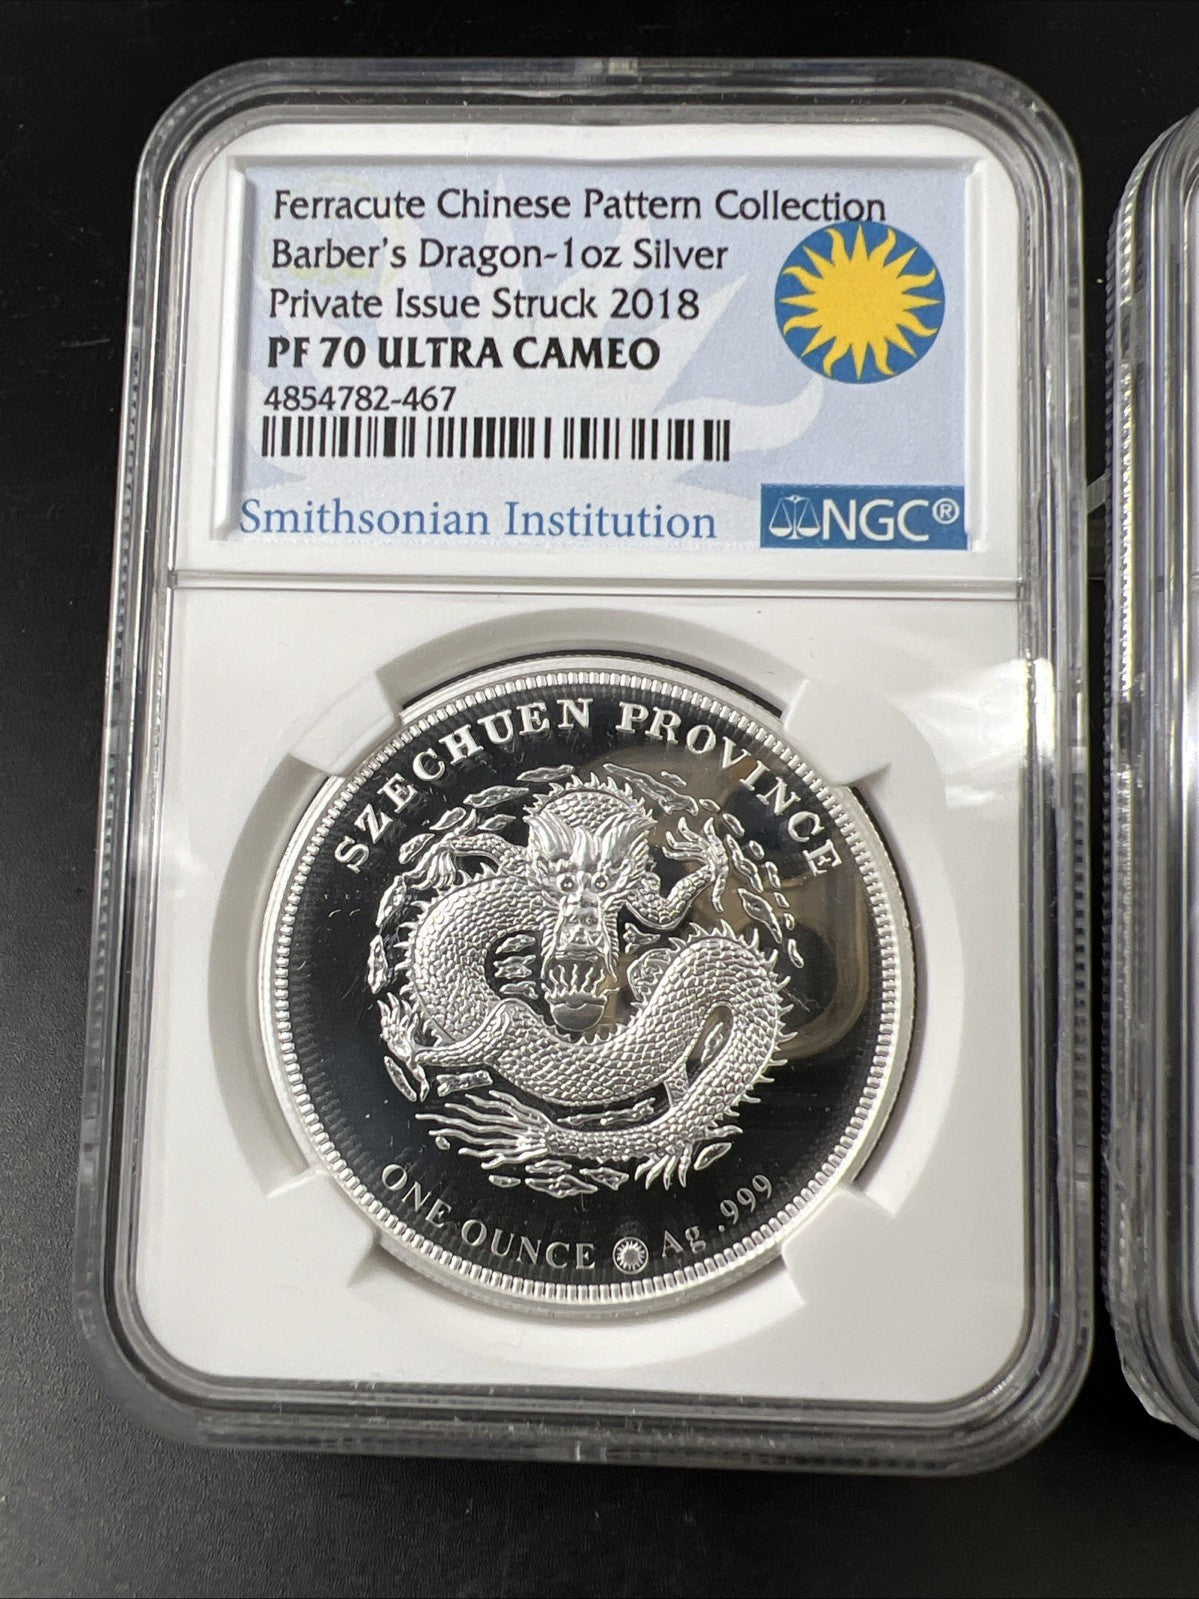 Ferracute Chinese Pattern Collection
Barber's Dragon-1oz Silver
Private Issue Struck 2018
PF 70 ULTRA CAMEO
4854782-467
Smithsonian Institution
NGC®
SZECHUEN PROVINCE
ONE OUNCE Ag .999